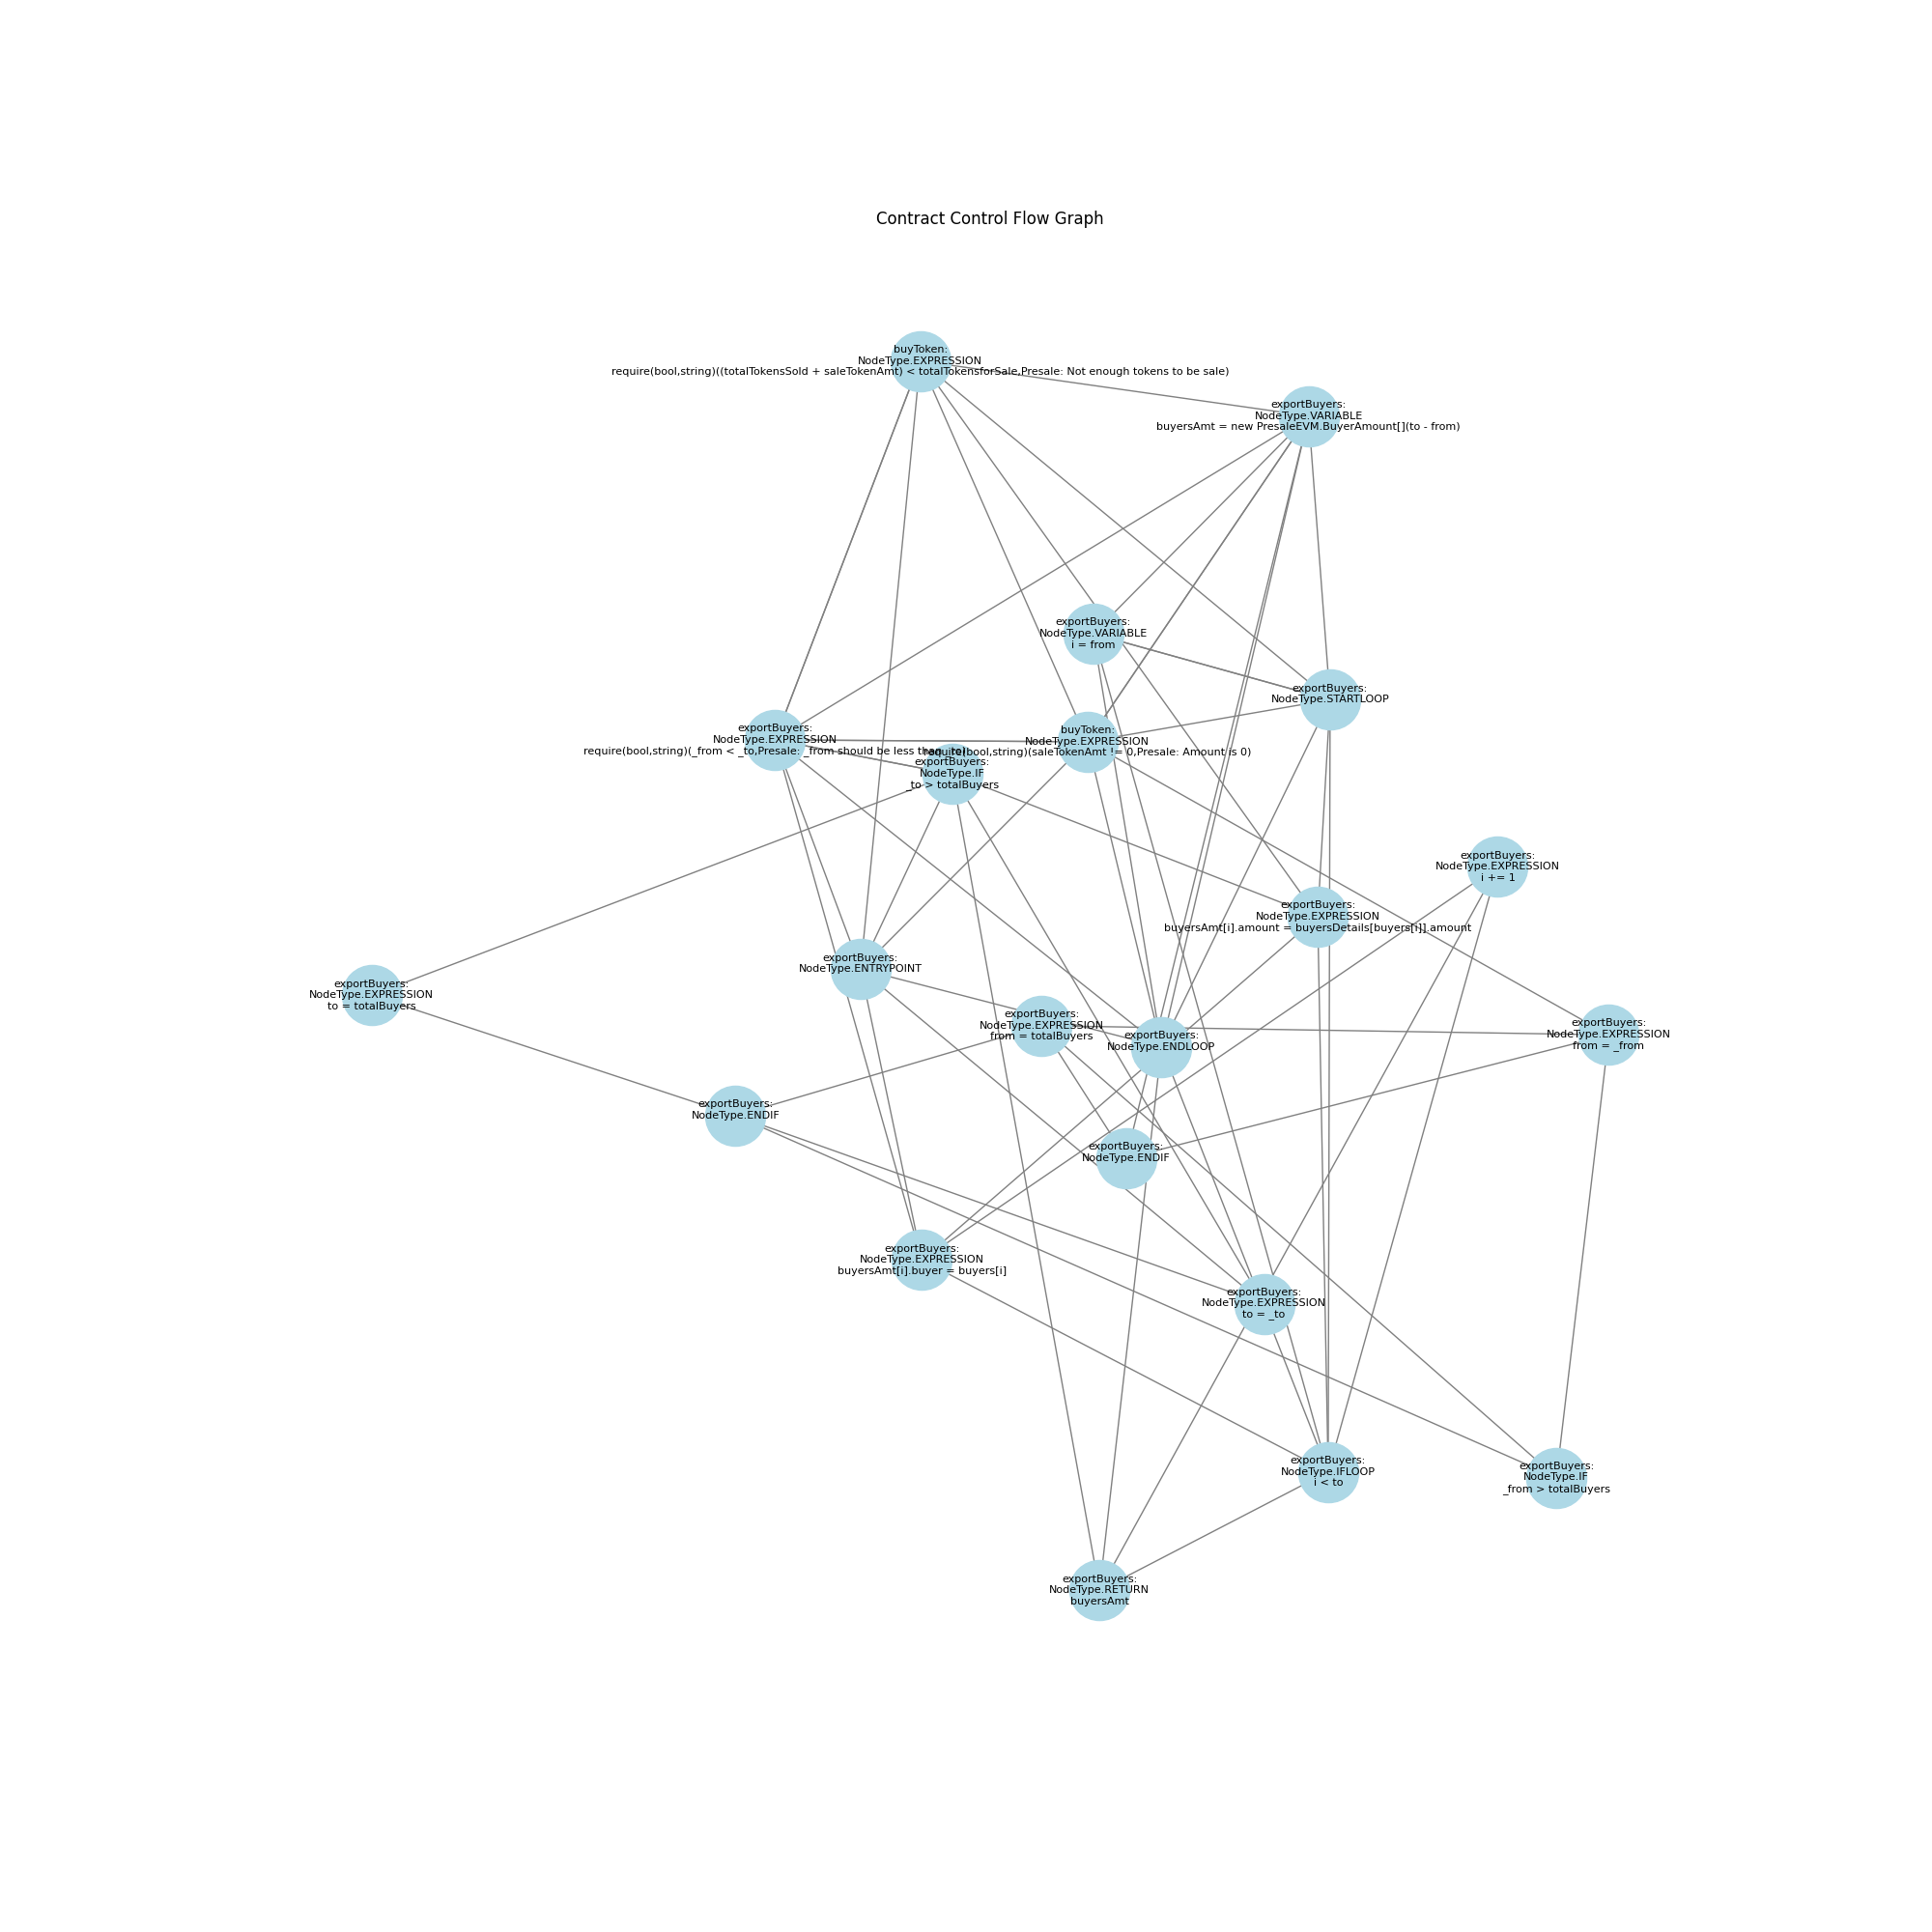 Contract Control Flow Graph
buyToken:
NodeType.EXPRESSION
require(bool,string)((totalTokensSold + saleTokenAmt) < totalTokensforSale,Presale: Not enough tokens to be sale)
exportBuyers:
NodeType.VARIABLE
buyersAmt = new PresaleEVM.BuyerAmount[](to - from)
exportBuyers:
NodeType.VARIABLE
i = from
exportBuyers:
NodeType.STARTLOOP
exportBuyers:
NodeType.EXPRESSION
require(bool,string)(_from < _to,Presale: _from should be less than _to)
buyToken:
NodeType.EXPRESSION
require(bool,string)(saleTokenAmt != 0,Presale: Amount is 0)
exportBuyers:
NodeType.IF
_to > totalBuyers
exportBuyers:
NodeType.EXPRESSION
i += 1
exportBuyers:
NodeType.EXPRESSION
buyersAmt[i].amount = buyersDetails[buyers[i]].amount
exportBuyers:
NodeType.ENTRYPOINT
exportBuyers:
NodeType.EXPRESSION
to = totalBuyers
exportBuyers:
NodeType.EXPRESSION
from = totalBuyers
exportBuyers:
NodeType.ENDLOOP
exportBuyers:
NodeType.EXPRESSION
from = _from
exportBuyers:
NodeType.ENDIF
exportBuyers:
NodeType.ENDIF
exportBuyers:
NodeType.EXPRESSION
buyersAmt[i].buyer = buyers[i]
exportBuyers:
NodeType.EXPRESSION
to = _to
exportBuyers:
NodeType.IFLOOP
i < to
exportBuyers:
NodeType.IF
_from > totalBuyers
exportBuyers:
NodeType.RETURN
buyersAmt